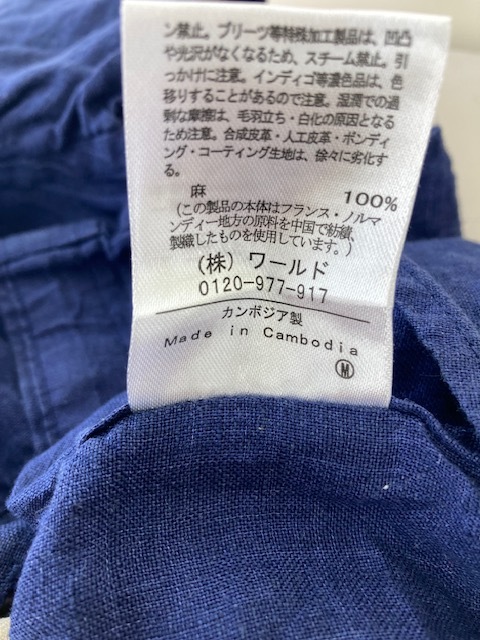 ン禁止。プリーツ等特殊加工製品は、凹凸
や光沢がなくなるため、スチーム禁止。引
っかけに注意。インディゴ等濃色品は、色
移りすることがあるので注意。湿潤での過
剰な摩擦は、毛羽立ち・白化の原因となる
ため注意。合成皮革・人工皮革・ボンディ
ング・コーティング生地は、徐々に劣化す
る。
麻 100%
(この製品の本体はフランス・ノルマ
ンディー地方の原料を中国で紡績、
製織したものを使用しています。)
(株) ワールド
0120-977-917
カンボジア製
Made in Cambodia
M